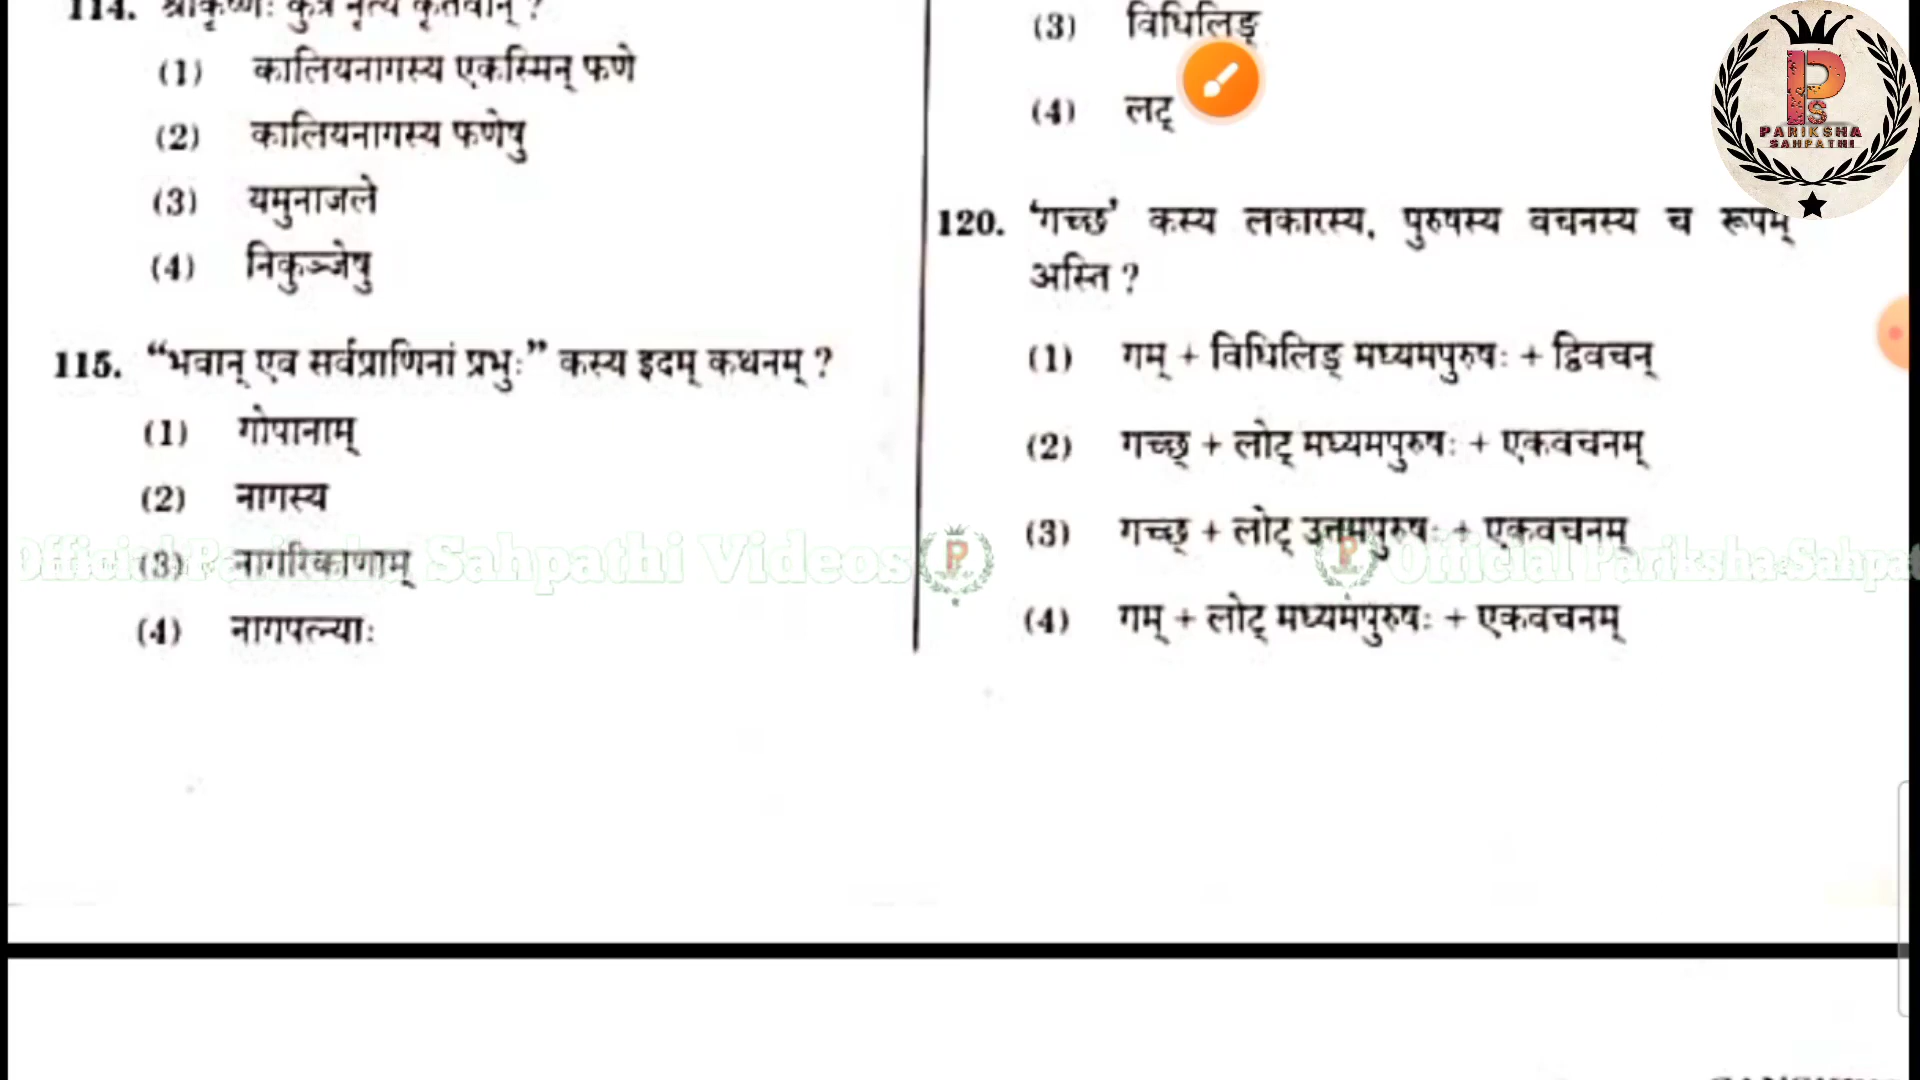 114. श्रीकृष्णः कुत्र नृत्यं कृतवान् ?
(1) कालियनागस्य एकस्मिन् फणे
(2) कालियनागस्य फणेषु
(3) यमुनाजले
(4) निकुञ्जेषु
115. “भवान् एव सर्वप्राणिनां प्रभुः” कस्य इदम् कथनम् ?
(1) गोपानाम्
(2) नागस्य
(3) नागरिकाणाम्
(4) नागपत्न्याः
(3) विधिलिङ्
(4) लट्
120. ‘गच्छ’ कस्य लकारस्य, पुरुषस्य वचनस्य च रूपम्
अस्ति ?
(1) गम् + विधिलिङ् मध्यमपुरुषः + द्विवचन्
(2) गच्छ् + लोट् मध्यमपुरुषः + एकवचनम्
(3) गच्छ् + लोट् उत्तमपुरुषः + एकवचनम्
(4) गम् + लोट् मध्यमपुरुषः + एकवचनम्
PS
PARIKSHA
SAHPATHI
Official Pariksha Sahpathi Videos
P
P
Official Pariksha Sahpat